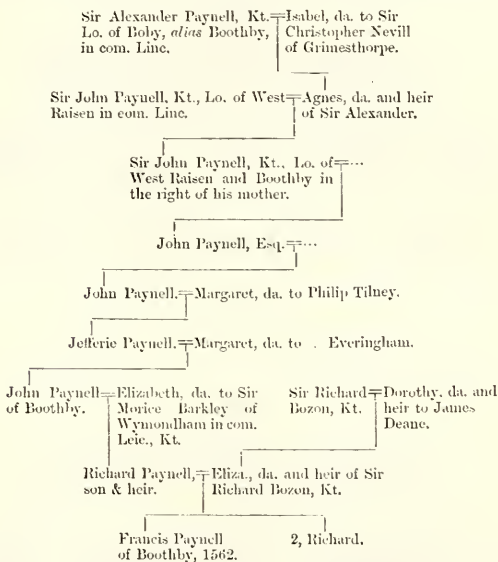 Sir Alexander Paynell, Kt.=Isabel, da. to Sir
Lo. of Boby, alias Boothby, Christopher Nevill
in com. Linc. of Grimesthorpe.
Sir John Paynell, Kt., Lo. of West=Agnes, da. and heir
Raisen in com. Linc. of Sir Alexander.
Sir John Paynell, Kt., Lo. of=...
West Raisen and Boothby in
the right of his mother.
John Paynell, Esq.=...
John Paynell.=Margaret, da. to Philip Tilney.
Jefferie Paynell.=Margaret, da. to . Everingham.
John Paynell=Elizabeth, da. to Sir Sir Richard=Dorothy, da. and
of Boothby. Morice Barkley of Bozon, Kt. heir to James
Wymondham in com. Deane.
Leic., Kt.
Richard Paynell,=Eliza., da. and heir of Sir
son & heir. Richard Bozon, Kt.
Francis Paynell 2, Richard.
of Boothby, 1562.